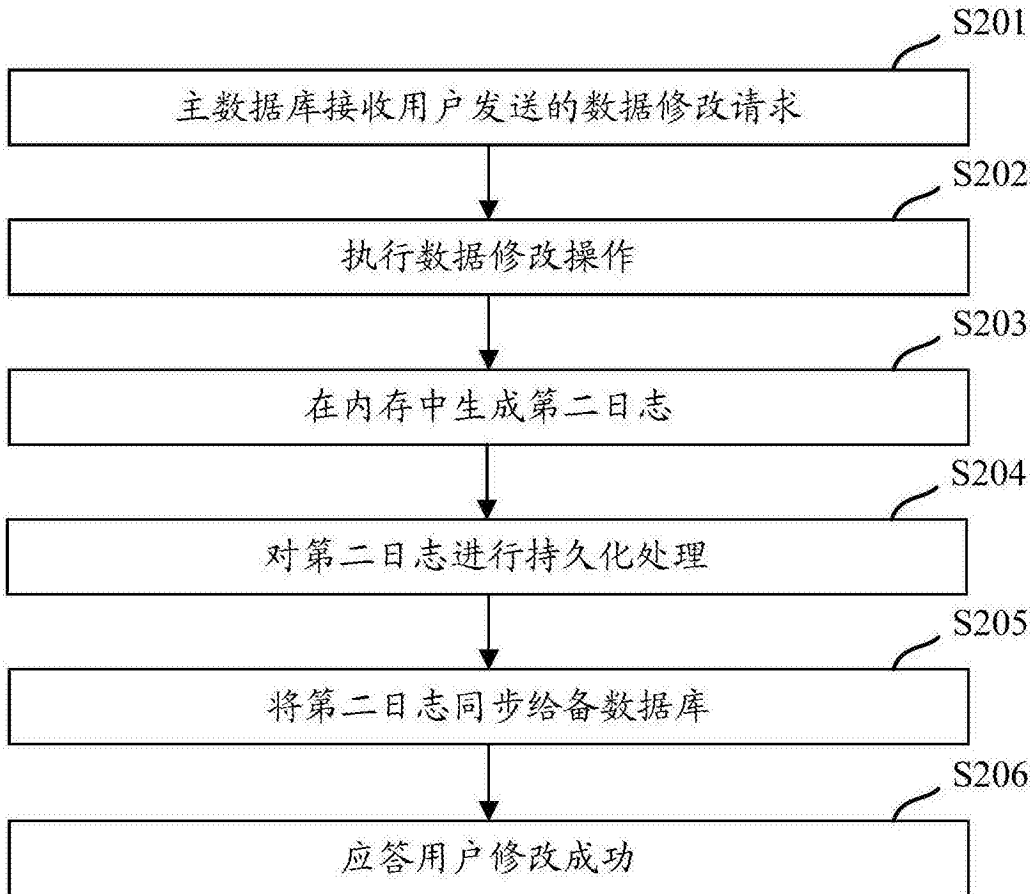 S201
主数据库接收用户发送的数据修改请求
S202
执行数据修改操作
S203
在内存中生成第二日志
S204
对第二日志进行持久化处理
S205
将第二日志同步给备数据库
S206
应答用户修改成功